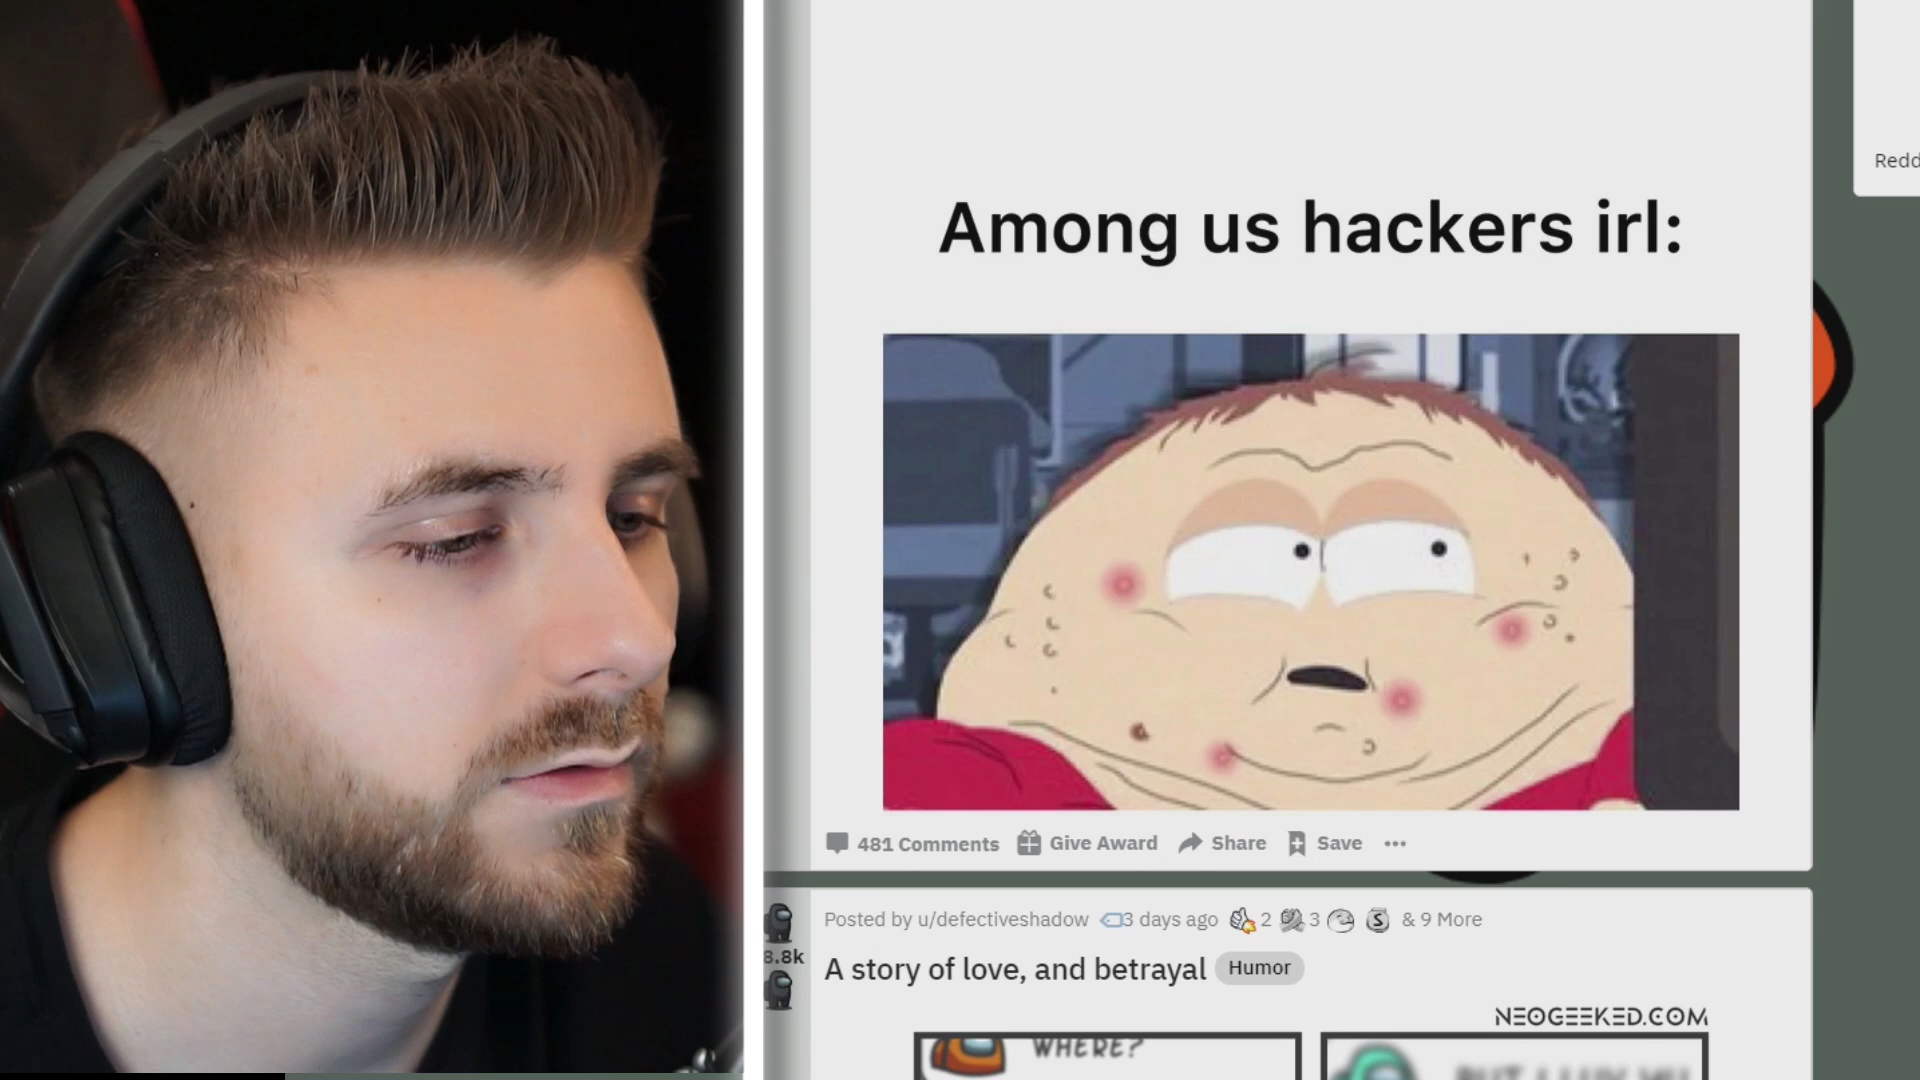 Redd
Among us hackers irl:
481 Comments Give Award Share Save
Posted by u/defectiveshadow 3 days ago 2 3 & 9 More
8.8k
A story of love, and betrayal Humor
NEOGEEKED.COM
WHERE?